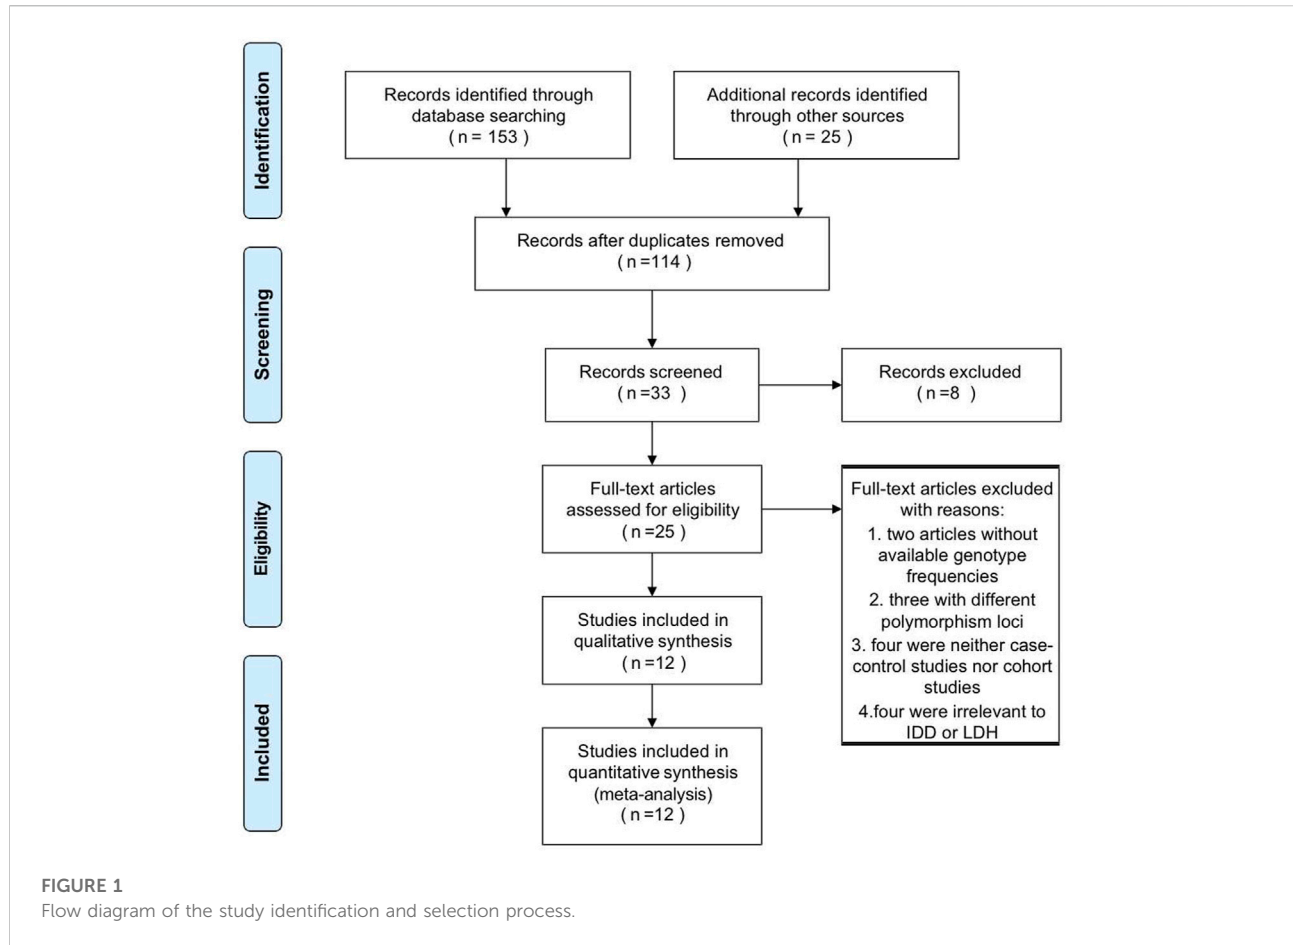 Identification
Records identified through
database searching
( n = 153 )
Additional records identified
through other sources
( n = 25 )
Records after duplicates removed
( n =114 )
Screening
Records screened
( n =33 )
Records excluded
( n =8 )
Eligibility
Full-text articles
assessed for eligibility
( n =25 )
Full-text articles excluded
with reasons:
1. two articles without
available genotype
frequencies
2. three with different
polymorphism loci
3. four were neither case-
control studies nor cohort
studies
4.four were irrelevant to
IDD or LDH
Studies included in
qualitative synthesis
( n =12 )
Included
Studies included in
quantitative synthesis
(meta-analysis)
( n =12 )
FIGURE 1
Flow diagram of the study identification and selection process.